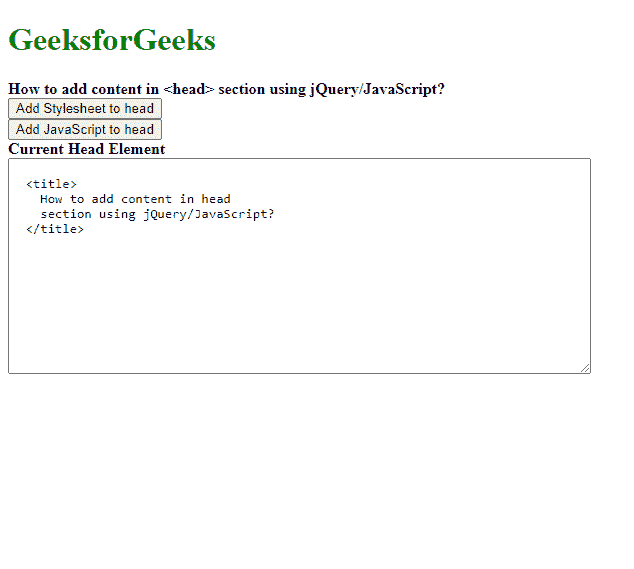 GeeksforGeeks
How to add content in <head> section using jQuery/JavaScript?
Add Stylesheet to head
Add JavaScript to head
Current Head Element
<title>
How to add content in head
section using jQuery/JavaScript?
</title>